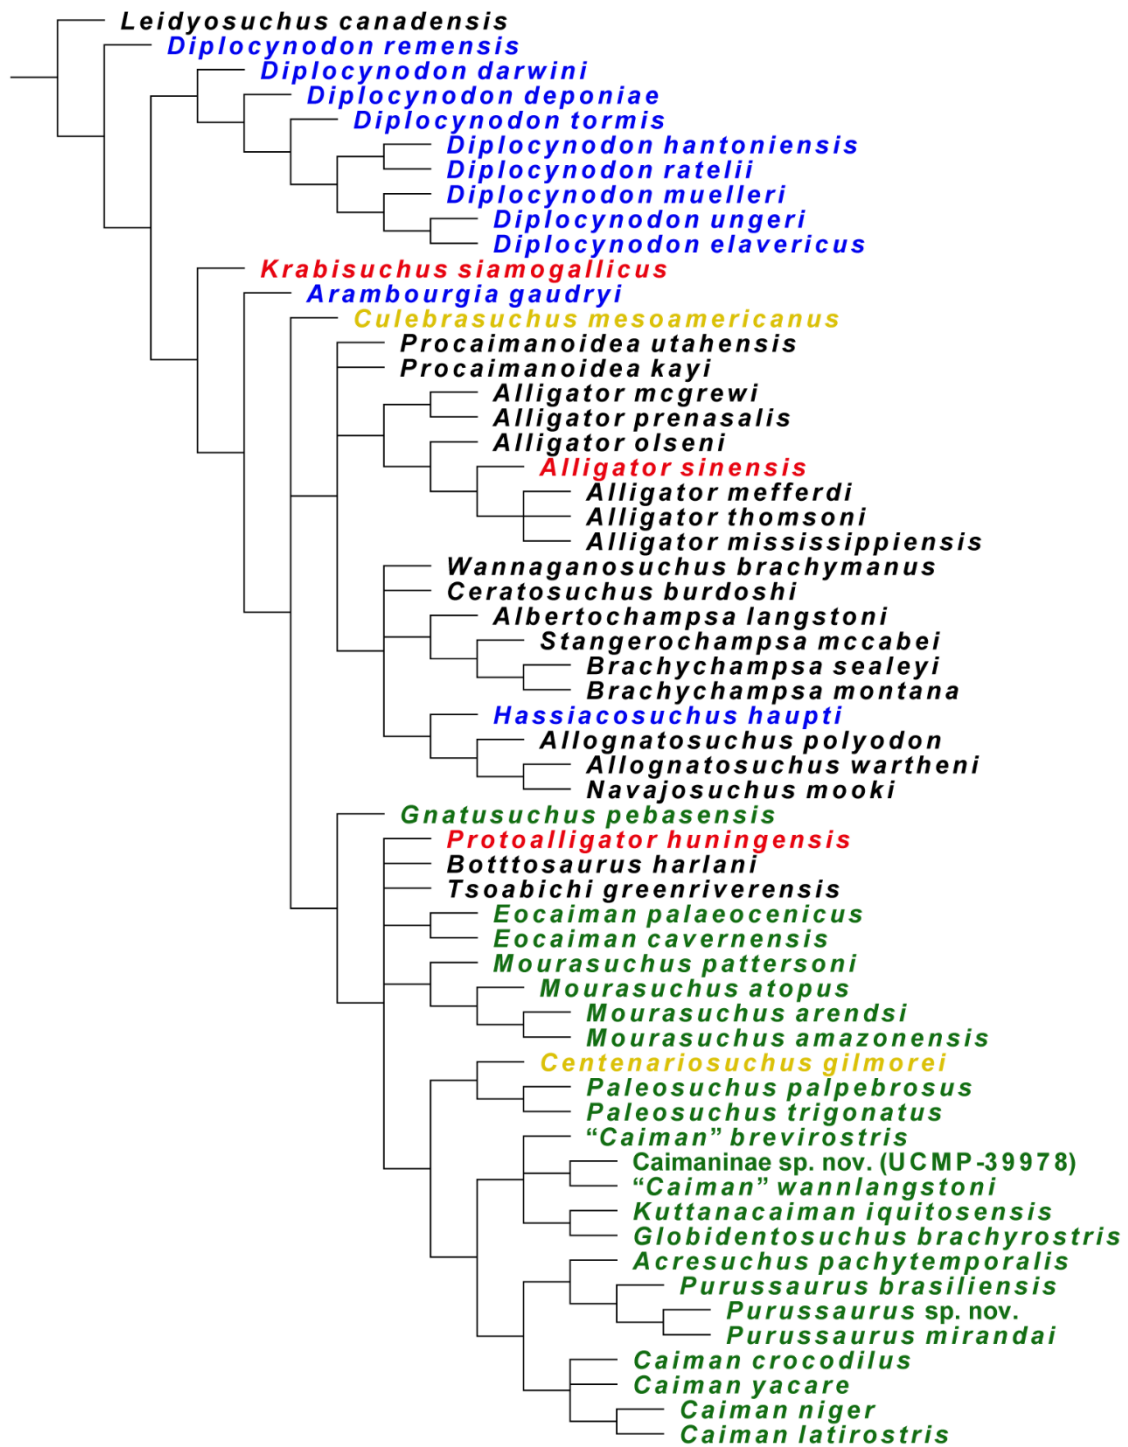 Leidyosuchus canadensis
Diplocynodon remensis
Diplocynodon darwini
Diplocynodon deponiae
Diplocynodon tormis
Diplocynodon hantoniensis
Diplocynodon ratelii
Diplocynodon muelleri
Diplocynodon ungeri
Diplocynodon elavericus
Krabisuchus siamogallicus
Arambourgia gaudryi
Culebrasuchus mesoamericanus
Procaimanoidea utahensis
Procaimanoidea kayi
Alligator mcgrewi
Alligator prenasalis
Alligator olseni
Alligator sinensis
Alligator mefferdi
Alligator thomsoni
Alligator mississippiensis
Wannaganosuchus brachymanus
Ceratosuchus burdoshi
Albertochampsa langstoni
Stangerochampsa mccabei
Brachychampsa sealeyi
Brachychampsa montana
Hassiacosuchus haupti
Allognatosuchus polyodon
Allognatosuchus wartheni
Navajosuchus mooki
Gnatusuchus pebasensis
Protoalligator huningensis
Botttosaurus harlani
Tsoabichi greenriverensis
Eocaiman palaeocenicus
Eocaiman cavernensis
Mourasuchus pattersoni
Mourasuchus atopus
Mourasuchus arendsi
Mourasuchus amazonensis
Centenariosuchus gilmorei
Paleosuchus palpebrosus
Paleosuchus trigonatus
“Caiman” brevirostris
Caimaninae sp. nov. (UCMP-39978)
“Caiman” wannlangstoni
Kuttanacaiman iquitosensis
Globidentosuchus brachyrostris
Acresuchus pachytemporalis
Purussaurus brasiliensis
Purussaurus sp. nov.
Purussaurus mirandai
Caiman crocodilus
Caiman yacare
Caiman niger
Caiman latirostris